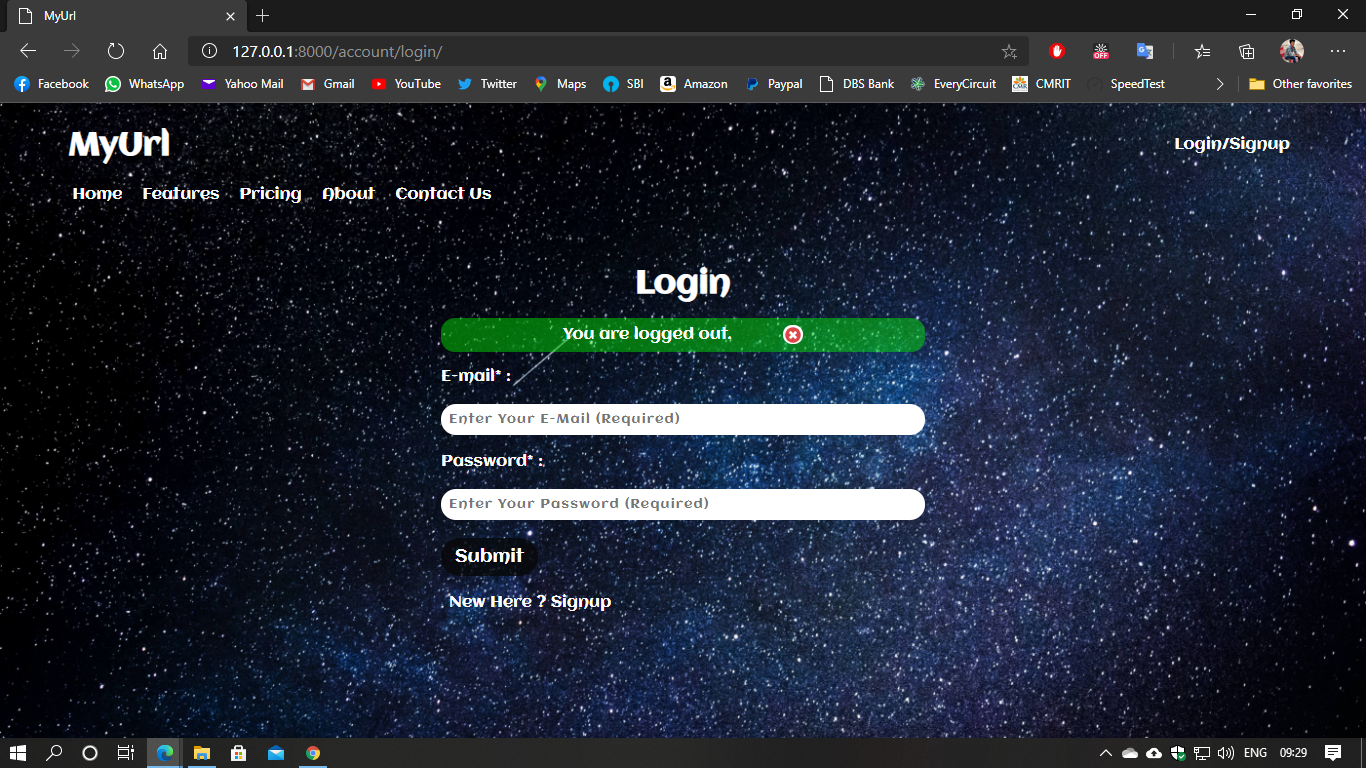 MyUrl
127.0.0.1:8000/account/login/
Facebook WhatsApp Yahoo Mail Gmail YouTube Twitter Maps SBI Amazon Paypal DBS Bank EveryCircuit CMRIT SpeedTest Other favorites
MyUrl
Login/Signup
Home Features Pricing About Contact Us
Login
You are logged out.
E-mail* :
Enter Your E-Mail (Required)
Password* :
Enter Your Password (Required)
Submit
New Here ? Signup
ENG 09:29